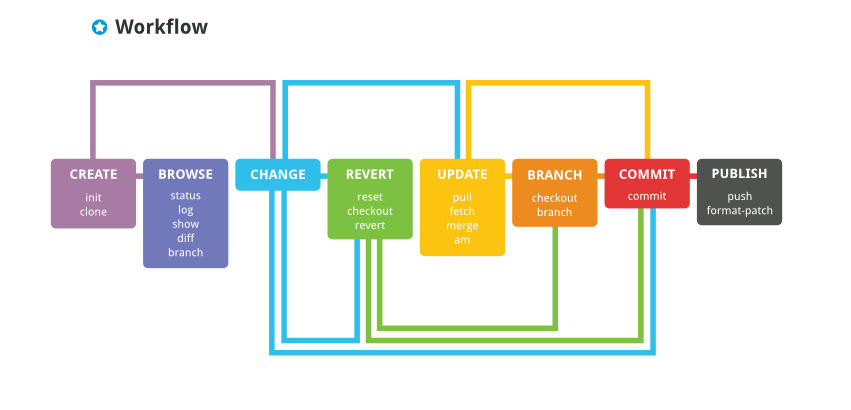 Workflow
CREATE
init
clone
BROWSE
status
log
show
diff
branch
CHANGE
REVERT
reset
checkout
revert
UPDATE
pull
fetch
merge
am
BRANCH
checkout
branch
COMMIT
commit
PUBLISH
push
format-patch